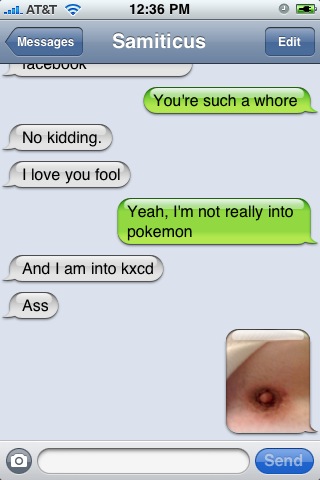 AT&T 12:36 PM
Messages Samiticus Edit
facebook
You're such a whore
No kidding.
I love you fool
Yeah, I'm not really into
pokemon
And I am into kxcd
Ass
Send